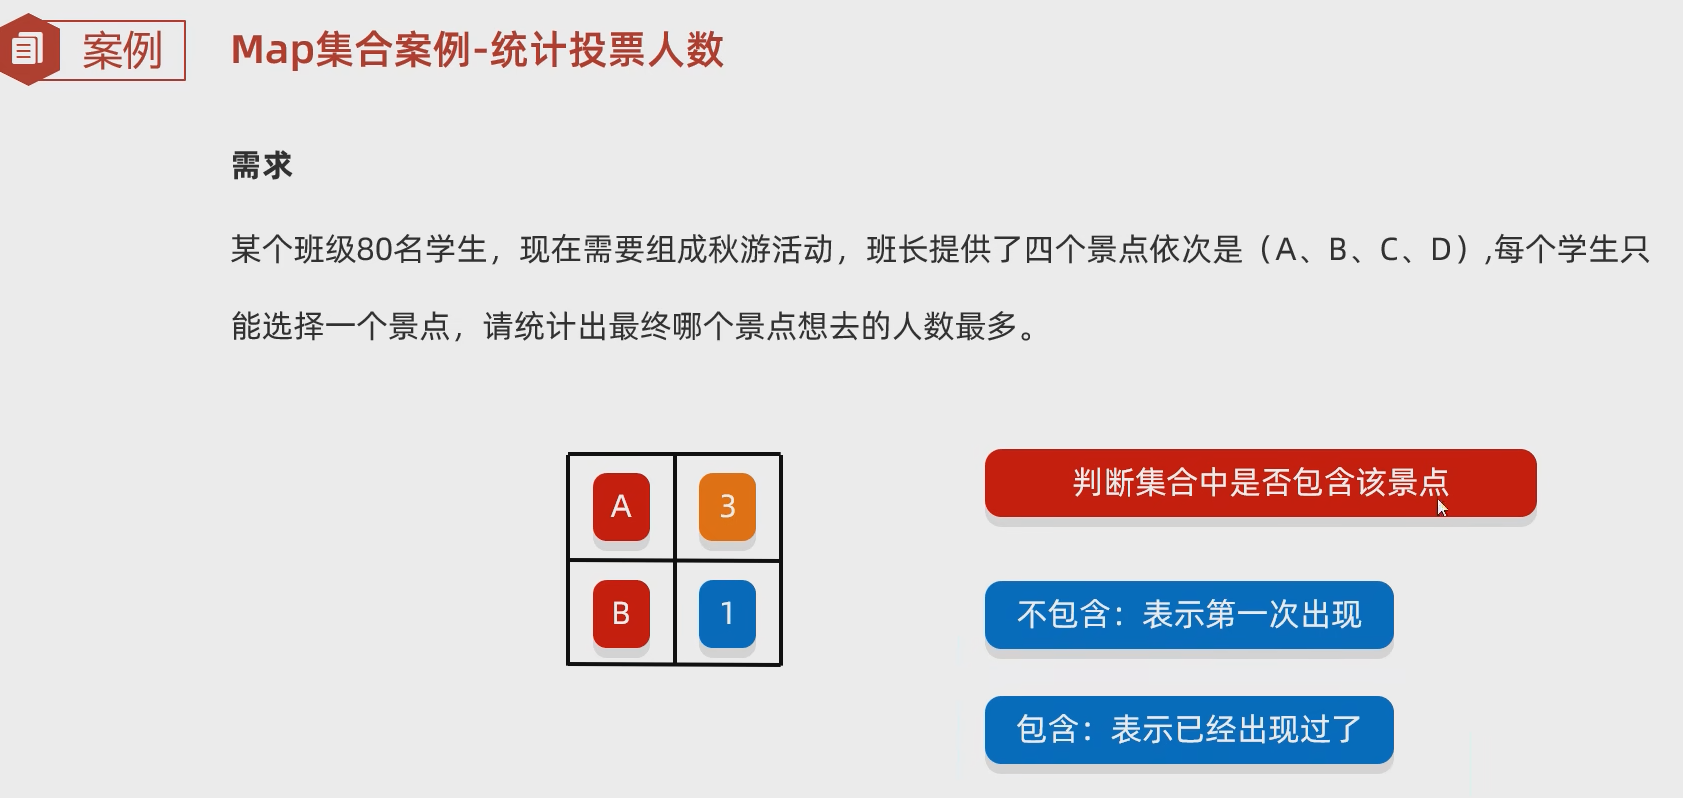 案例
Map集合案例-统计投票人数
需求
某个班级80名学生，现在需要组成秋游活动，班长提供了四个景点依次是（A、B、C、D）,每个学生只
能选择一个景点，请统计出最终哪个景点想去的人数最多。
A 3
B 1
判断集合中是否包含该景点
不包含：表示第一次出现
包含：表示已经出现过了